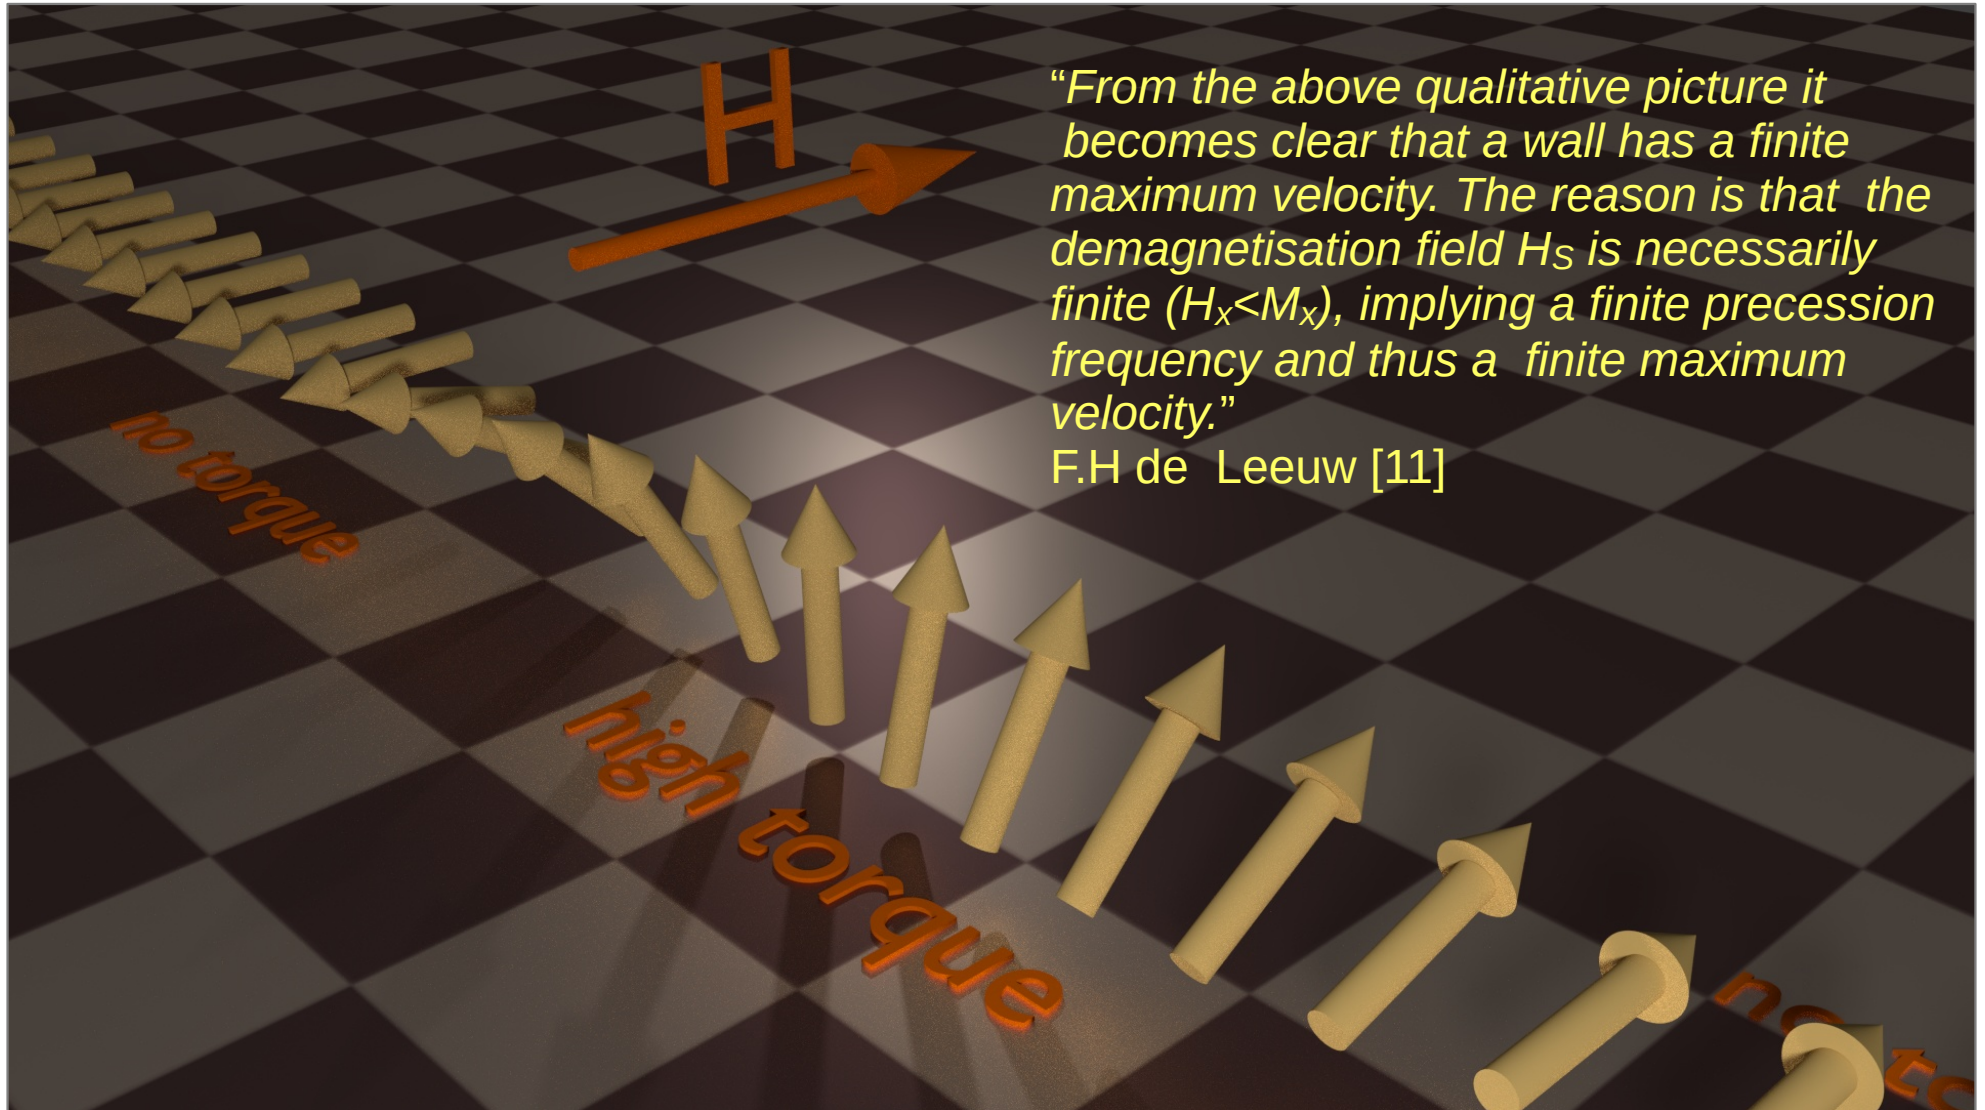 H
“From the above qualitative picture it
becomes clear that a wall has a finite
maximum velocity. The reason is that the
demagnetisation field HS is necessarily
finite (Hx<Mx), implying a finite precession
frequency and thus a finite maximum
velocity.”
F.H de Leeuw [11]
no torque
high torque
no to